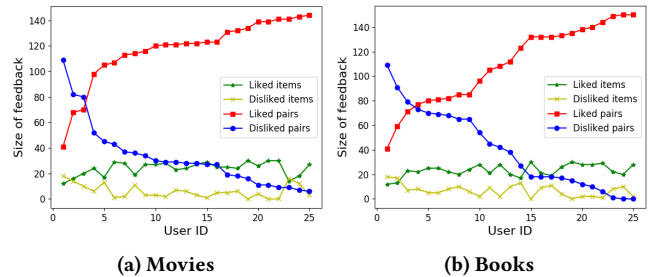 140
120
100
80
60
40
20
0
Size of feedback
Liked items
Disliked items
Liked pairs
Disliked pairs
0 5 10 15 20 25
User ID
(a) Movies
140
120
100
80
60
40
20
0
Size of feedback
Liked items
Disliked items
Liked pairs
Disliked pairs
0 5 10 15 20 25
User ID
(b) Books